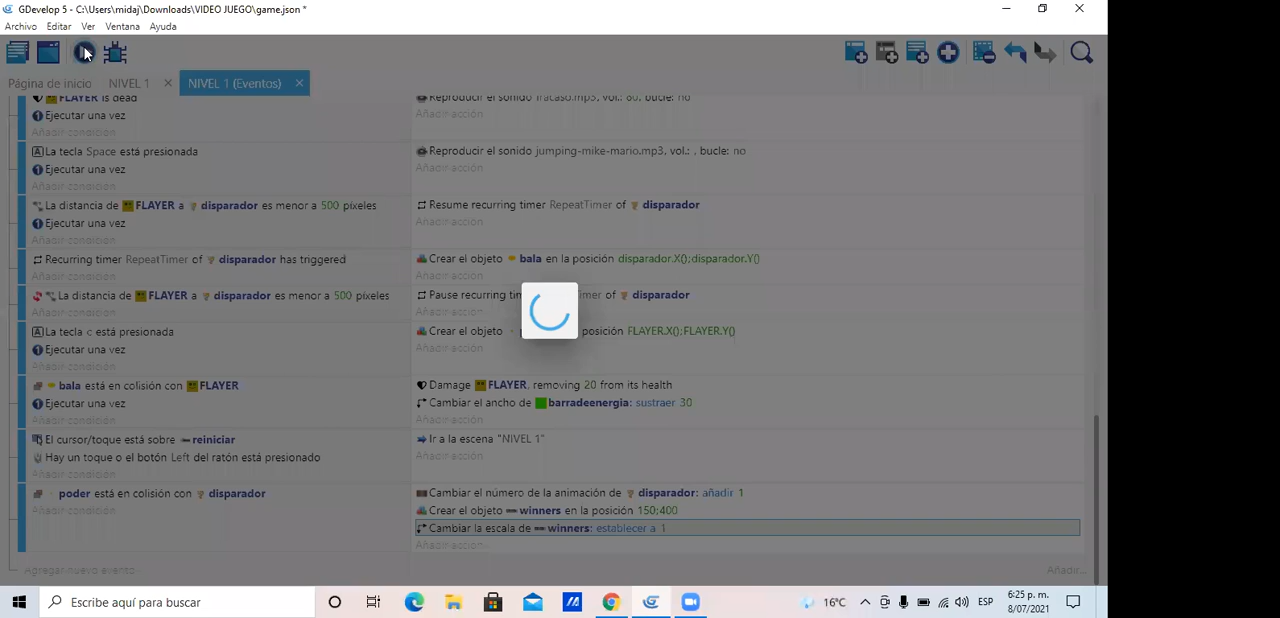 GDevelop 5 - C:\Users\midaj\Downloads\VIDEO JUEGO\game.json *
Archivo Editar Ver Ventana Ayuda
Página de inicio NIVEL 1 × NIVEL 1 (Eventos) ×
FLAYER is dead
Reproducir el sonido fracaso.mp3, vol.: 80, bucle: no
Ejecutar una vez
Añadir acción
Añadir condición
La tecla Space está presionada
Reproducir el sonido jumping-mike-mario.mp3, vol.: , bucle: no
Ejecutar una vez
Añadir acción
Añadir condición
La distancia de FLAYER a disparador es menor a 500 píxeles
Resume recurring timer RepeatTimer of disparador
Ejecutar una vez
Añadir acción
Añadir condición
Recurring timer RepeatTimer of disparador has triggered
Crear el objeto bala en la posición disparador.X();disparador.Y()
Añadir condición
Añadir acción
La distancia de FLAYER a disparador es menor a 500 píxeles
Pause recurring of disparador
Añadir condición
Añadir acción
La tecla c está presionada
Crear el objeto posición FLAYER.X();FLAYER.Y()
Ejecutar una vez
Añadir acción
Añadir condición
bala está en colisión con FLAYER
Damage FLAYER, removing 20 from its health
Ejecutar una vez
Cambiar el ancho de barradeenergia: sustraer 30
Añadir condición
Añadir acción
El cursor/toque está sobre reiniciar
Ir a la escena "NIVEL 1"
Hay un toque o el botón Left del ratón está presionado
Añadir acción
Añadir condición
poder está en colisión con disparador
Cambiar el número de la animación de disparador: añadir 1
Añadir condición
Crear el objeto winners en la posición 150;400
Cambiar la escala de winners: establecer a 1
Añadir acción
Agregar nuevo evento
Añadir...
Escribe aquí para buscar
16°C
ESP
6:25 p. m.
8/07/2021